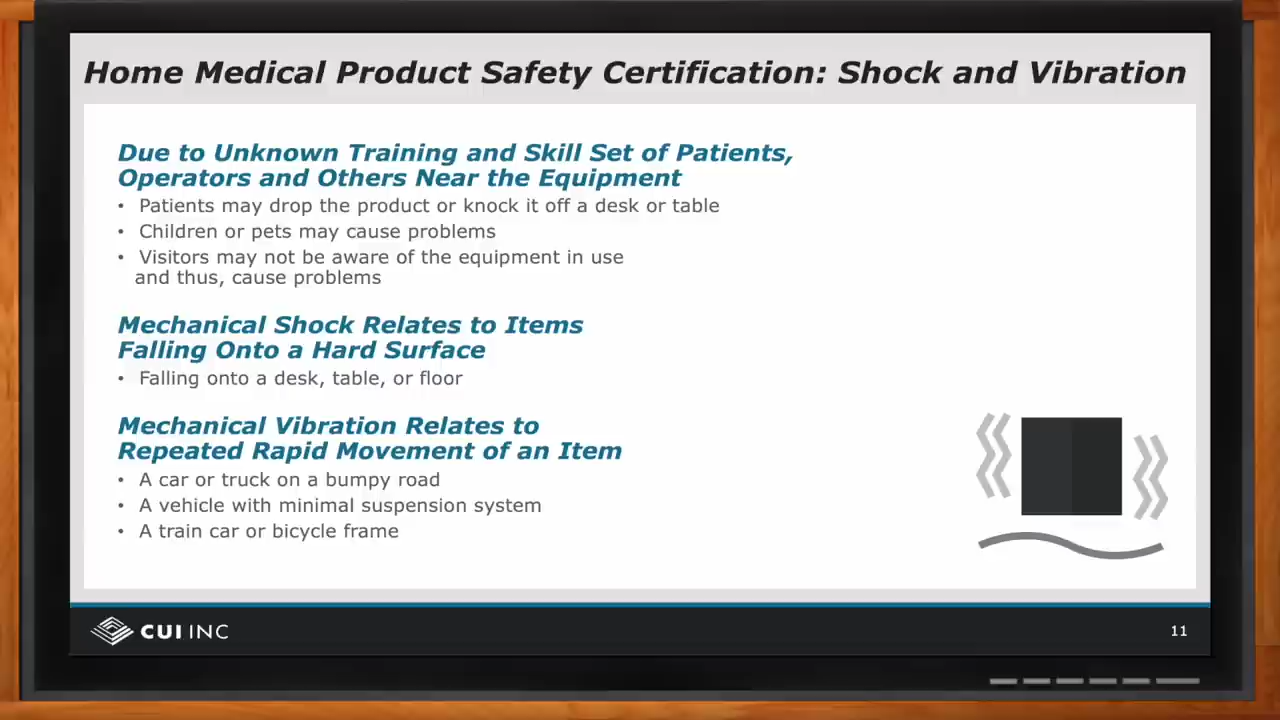 Home Medical Product Safety Certification: Shock and Vibration
Due to Unknown Training and Skill Set of Patients,
Operators and Others Near the Equipment
• Patients may drop the product or knock it off a desk or table
• Children or pets may cause problems
• Visitors may not be aware of the equipment in use
and thus, cause problems
Mechanical Shock Relates to Items
Falling Onto a Hard Surface
• Falling onto a desk, table, or floor
Mechanical Vibration Relates to
Repeated Rapid Movement of an Item
• A car or truck on a bumpy road
• A vehicle with minimal suspension system
• A train car or bicycle frame
CUI INC
11